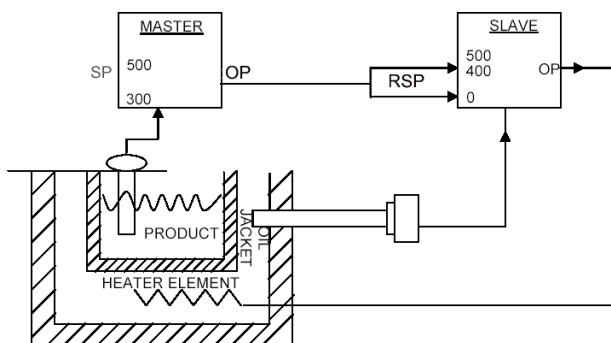 MASTER
SP
500
OP
300
RSP
SLAVE
500
400
OP
0
PRODUCT
OIL
JACKET
HEATER ELEMENT